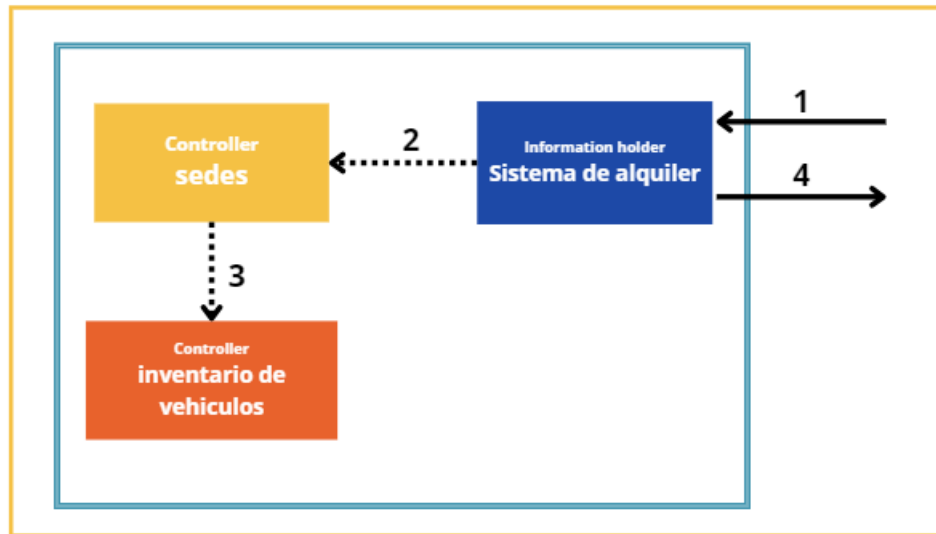 1
2
Controller
sedes
Information holder
Sistema de alquiler
4
3
Controller
inventario de
vehiculos